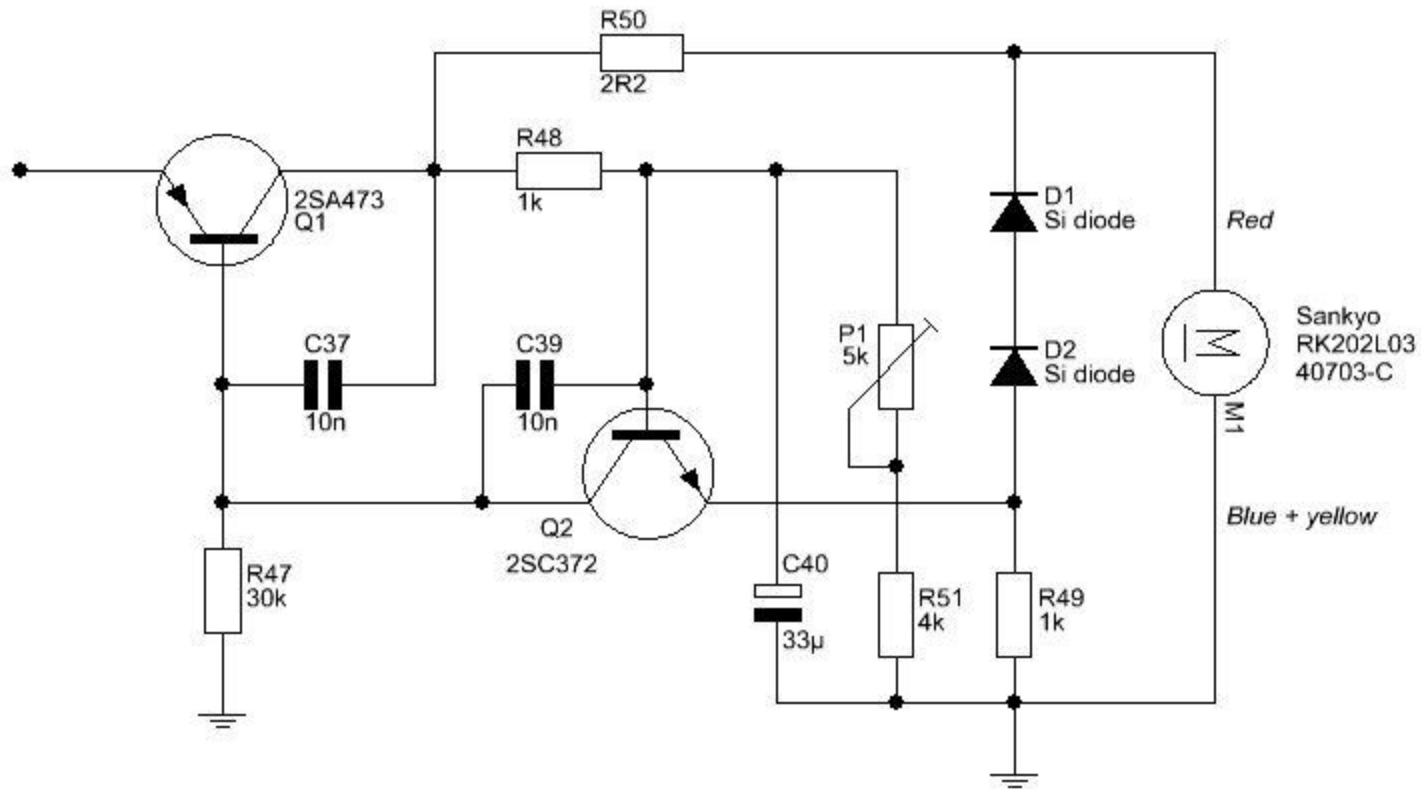 R50
2R2
R48
1k
2SA473
Q1
D1
Si diode
Red
C37
10n
C39
10n
P1
5k
D2
Si diode
Sankyo
RK202L03
40703-C
M
M1
Q2
2SC372
Blue + yellow
R47
30k
C40
33µ
R51
4k
R49
1k